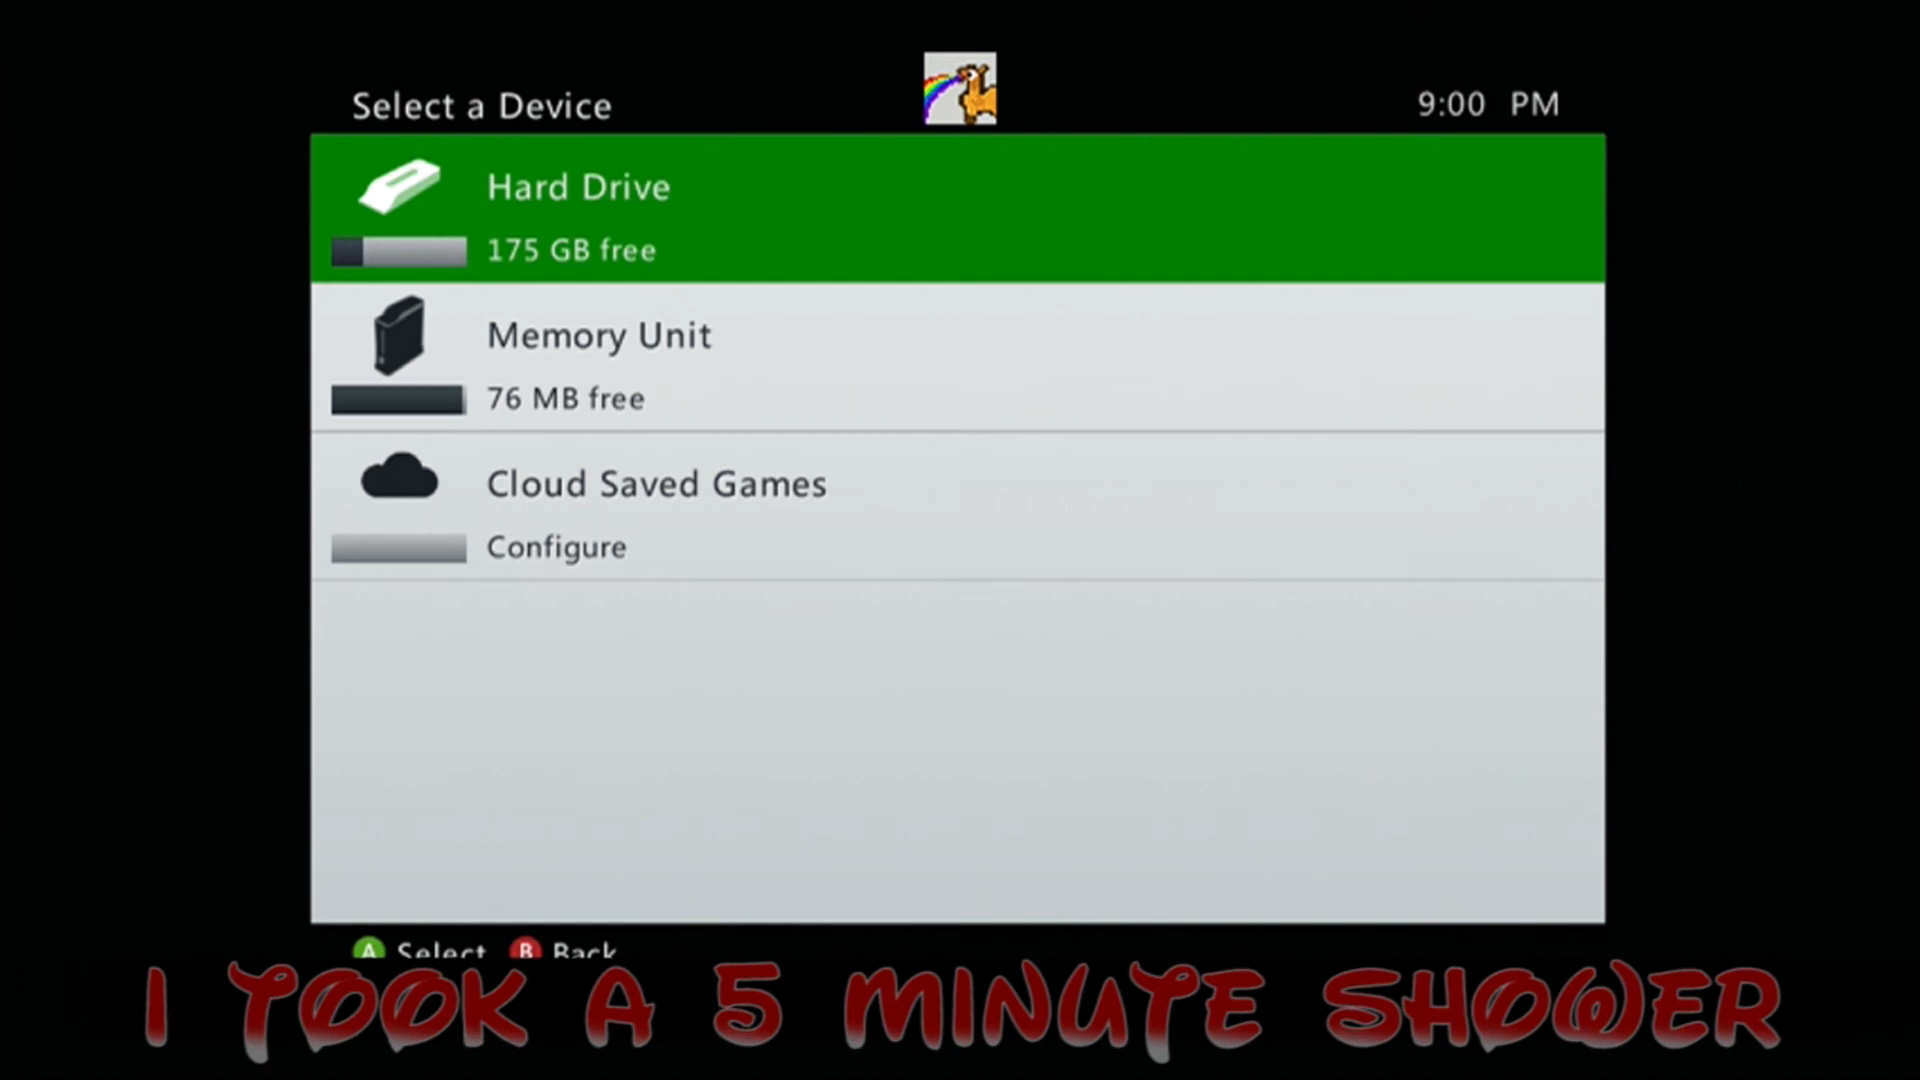 Select a Device
9:00 PM
Hard Drive
175 GB free
Memory Unit
76 MB free
Cloud Saved Games
Configure
A Select B Back
I TOOK A 5 MINUTE SHOWER